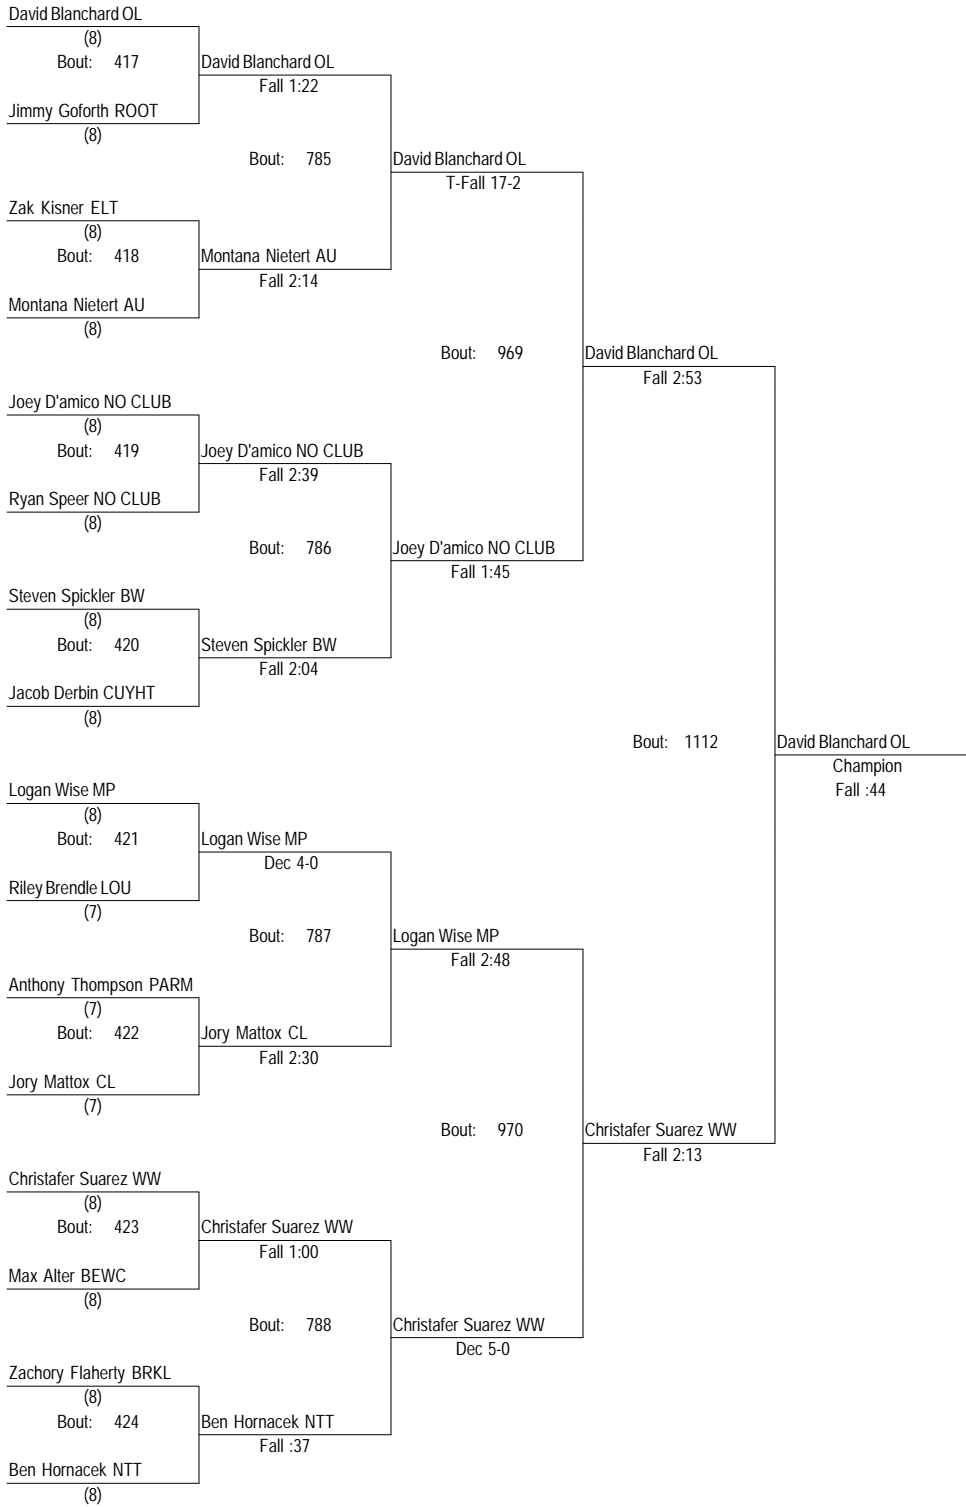 David Blanchard OL
(8)
Bout: 417
David Blanchard OL
Fall 1:22
Jimmy Goforth ROOT
(8)
Bout: 785
David Blanchard OL
T-Fall 17-2
Zak Kisner ELT
(8)
Bout: 418
Montana Nietert AU
Fall 2:14
Montana Nietert AU
(8)
Bout: 969
David Blanchard OL
Fall 2:53
Joey D'amico NO CLUB
(8)
Bout: 419
Joey D'amico NO CLUB
Fall 2:39
Ryan Speer NO CLUB
(8)
Bout: 786
Joey D'amico NO CLUB
Fall 1:45
Steven Spickler BW
(8)
Bout: 420
Steven Spickler BW
Fall 2:04
Jacob Derbin CUYHT
(8)
Bout: 1112
David Blanchard OL
Champion
Fall :44
Logan Wise MP
(8)
Bout: 421
Logan Wise MP
Dec 4-0
Riley Brendle LOU
(7)
Bout: 787
Logan Wise MP
Fall 2:48
Anthony Thompson PARM
(7)
Bout: 422
Jory Mattox CL
Fall 2:30
Jory Mattox CL
(7)
Bout: 970
Christafer Suarez WW
Fall 2:13
Christafer Suarez WW
(8)
Bout: 423
Christafer Suarez WW
Fall 1:00
Max Alter BEWC
(8)
Bout: 788
Christafer Suarez WW
Dec 5-0
Zachory Flaherty BRKL
(8)
Bout: 424
Ben Hornacek NTT
Fall :37
Ben Hornacek NTT
(8)